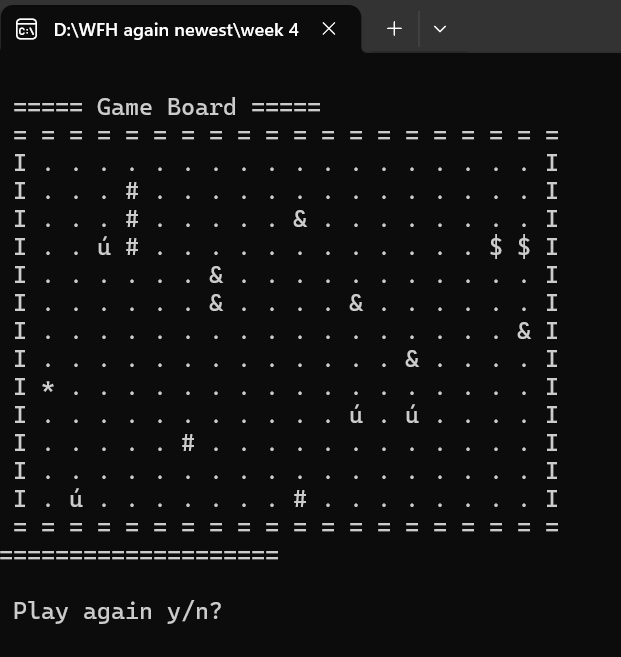 D:\WFH again newest\week 4
===== Game Board =====
= = = = = = = = = = = = = = = = = = = =
I . . . . . . . . . . . . . . . . . . I
I . . . # . . . . . . . . . . . . . . I
I . . . # . . . . . & . . . . . . . . I
I . . ú # . . . . . . . . . . . . $ $ I
I . . . . . . & . . . . . . . . . . . I
I . . . . . . & . . . . & . . . . . . I
I . . . . . . . . . . . . . . . . . & I
I . . . . . . . . . . . . . & . . . . I
I * . . . . . . . . . . . . . . . . . I
I . . . . . . . . . . . ú . ú . . . . I
I . . . . . # . . . . . . . . . . . . I
I . . . . . . . . . . . . . . . . . . I
I . ú . . . . . . . # . . . . . . . . I
= = = = = = = = = = = = = = = = = = = =
====================
Play again y/n?